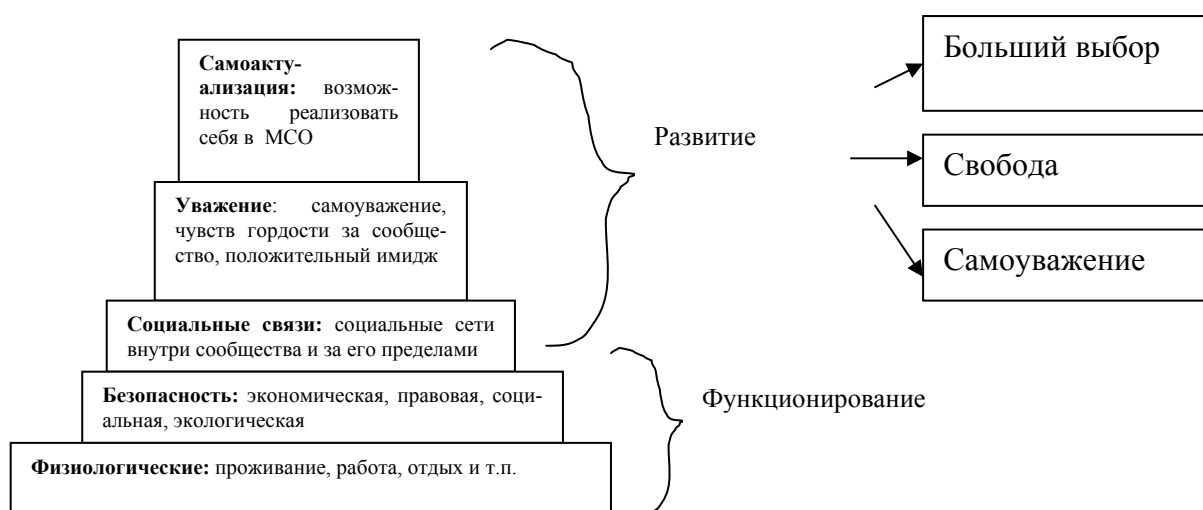 Самоакту-
ализация: возмож-
ность реализовать
себя в МСО
Уважение: самоуважение,
чувств гордости за сообще-
ство, положительный имидж
Социальные связи: социальные сети
внутри сообщества и за его пределами
Безопасность: экономическая, правовая, соци-
альная, экологическая
Физиологические: проживание, работа, отдых и т.п.
Развитие
Функционирование
Больший выбор
Свобода
Самоуважение